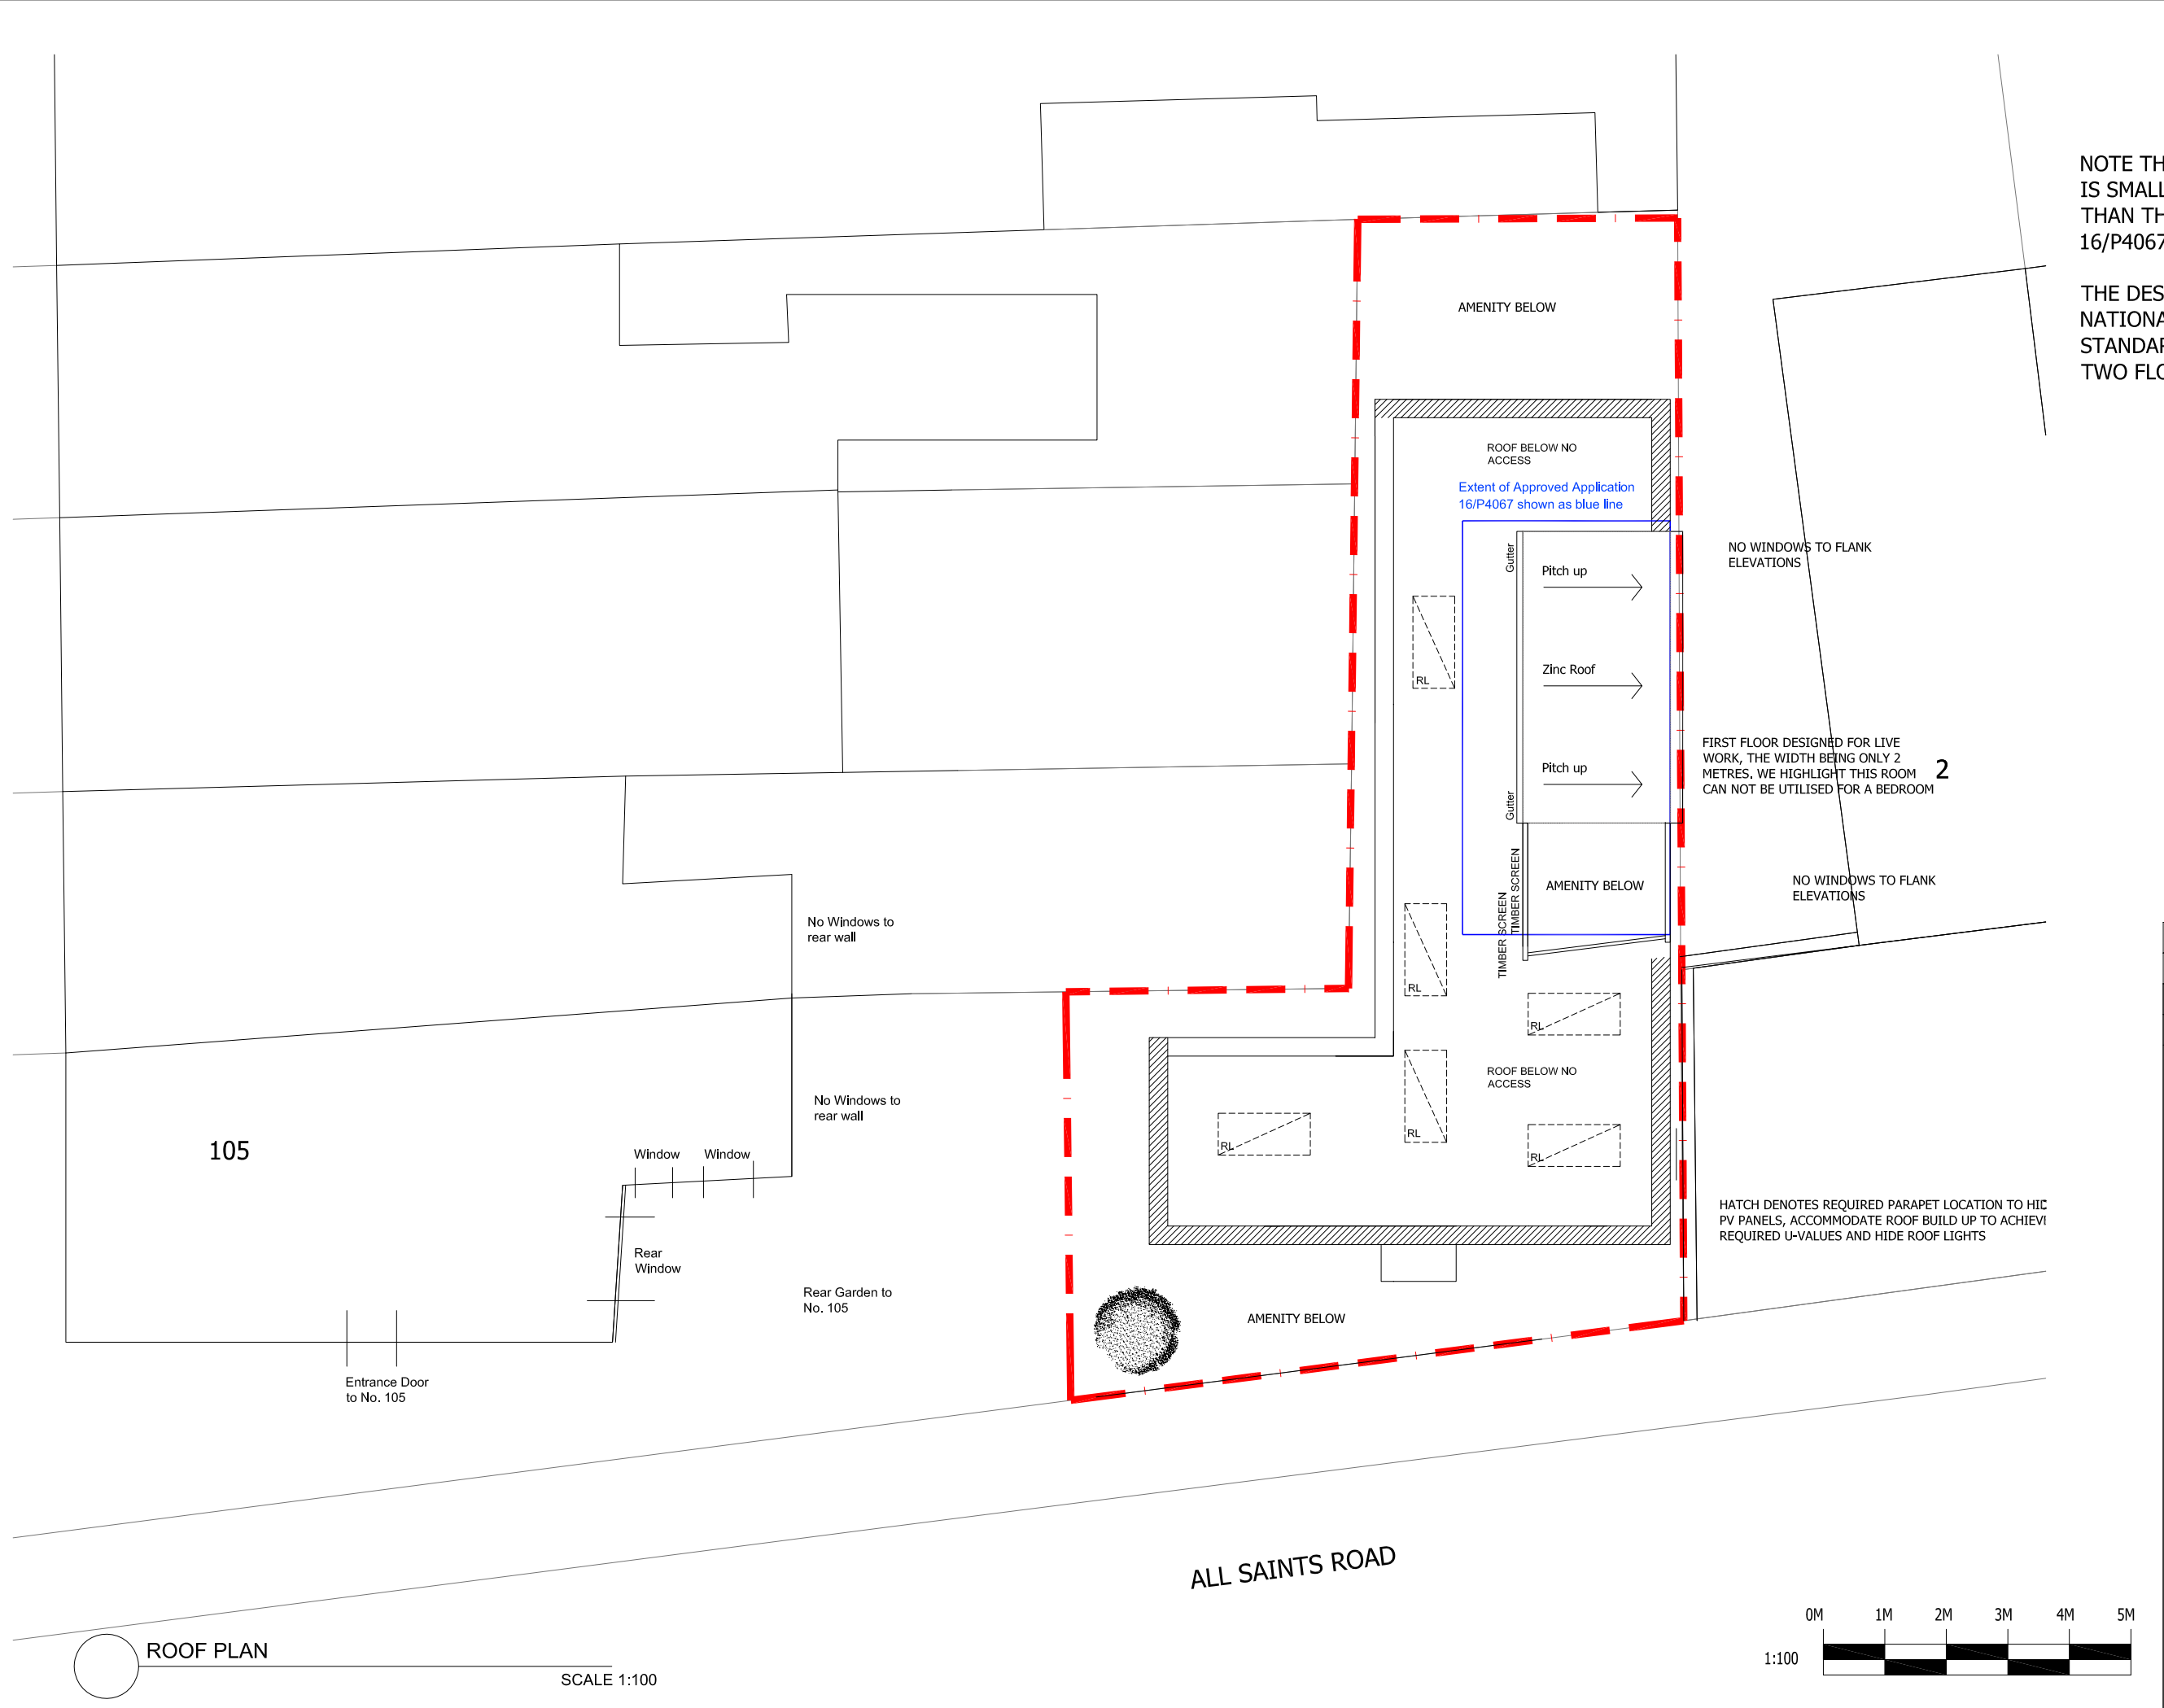 NOTE TH
IS SMALL
THAN TH
16/P4067
THE DES
NATIONA
STANDAR
TWO FLO
AMENITY BELOW
ROOF BELOW NO
ACCESS
Extent of Approved Application
16/P4067 shown as blue line
Gutter
Pitch up
Zinc Roof
Pitch up
Gutter
NO WINDOWS TO FLANK
ELEVATIONS
RL
FIRST FLOOR DESIGNED FOR LIVE
WORK, THE WIDTH BEING ONLY 2
METRES. WE HIGHLIGHT THIS ROOM
CAN NOT BE UTILISED FOR A BEDROOM
2
TIMBER SCREEN
TIMBER SCREEN
AMENITY BELOW
NO WINDOWS TO FLANK
ELEVATIONS
No Windows to
rear wall
RL
RL
ROOF BELOW NO
ACCESS
No Windows to
rear wall
RL
RL
RL
105
Window
Window
Rear
Window
Rear Garden to
No. 105
AMENITY BELOW
HATCH DENOTES REQUIRED PARAPET LOCATION TO HID
PV PANELS, ACCOMMODATE ROOF BUILD UP TO ACHIEVE
REQUIRED U-VALUES AND HIDE ROOF LIGHTS
Entrance Door
to No. 105
ALL SAINTS ROAD
ROOF PLAN
SCALE 1:100
0M 1M 2M 3M 4M 5M
1:100